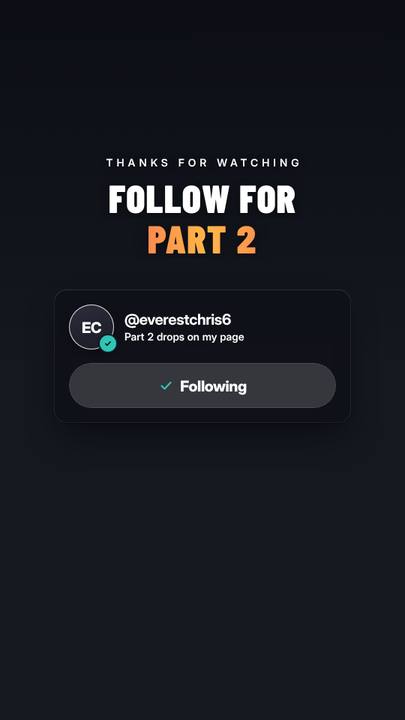 THANKS FOR WATCHING
FOLLOW FOR
PART 2
EC
@everestchris6
Part 2 drops on my page
Following